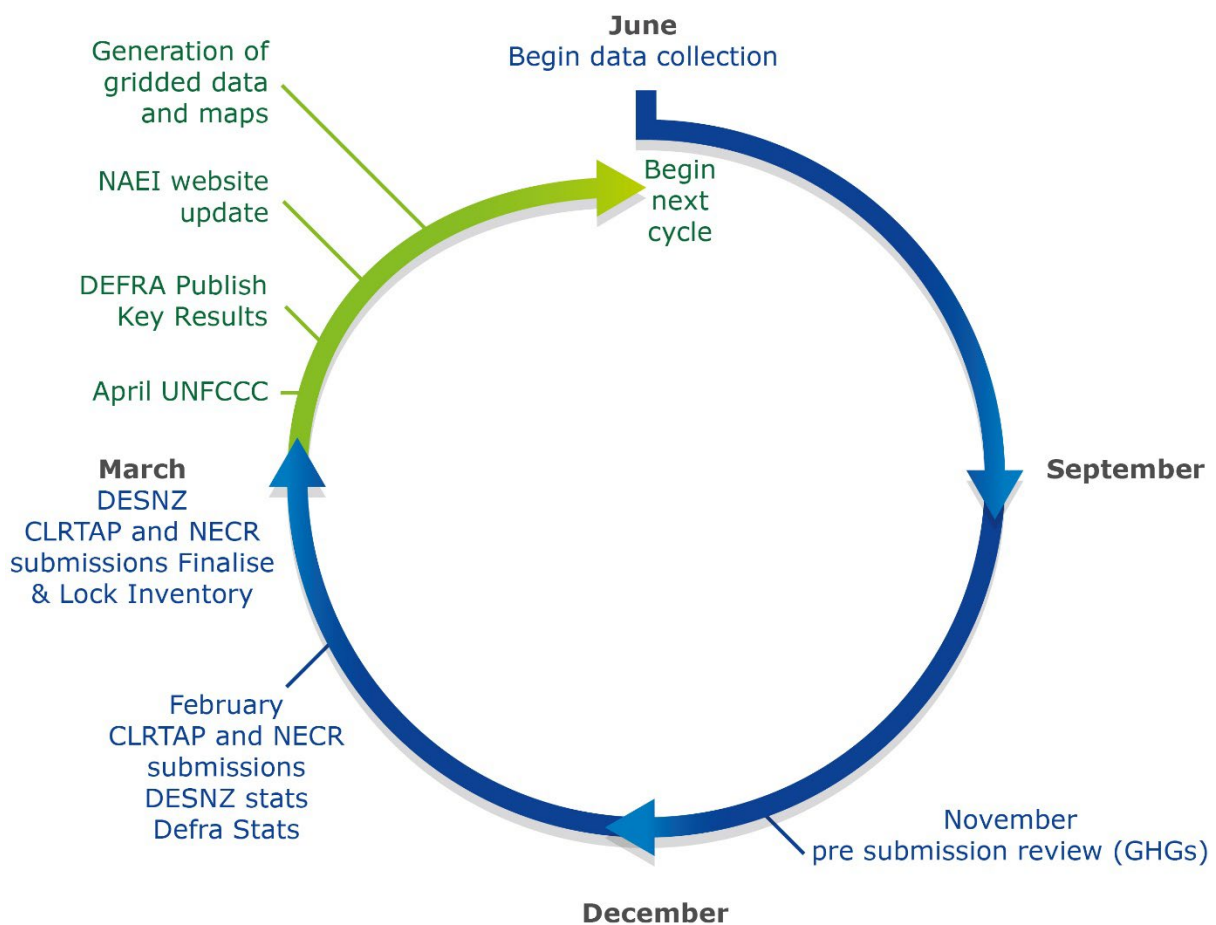 June
Begin data collection
Generation of
gridded data
and maps
NAEI website
update
DEFRA Publish
Key Results
April UNFCCC
Begin
next
cycle
September
March
DESNZ
CLRTAP and NECR
submissions Finalise
& Lock Inventory
February
CLRTAP and NECR
submissions
DESNZ stats
Defra Stats
November
pre submission review (GHGs)
December